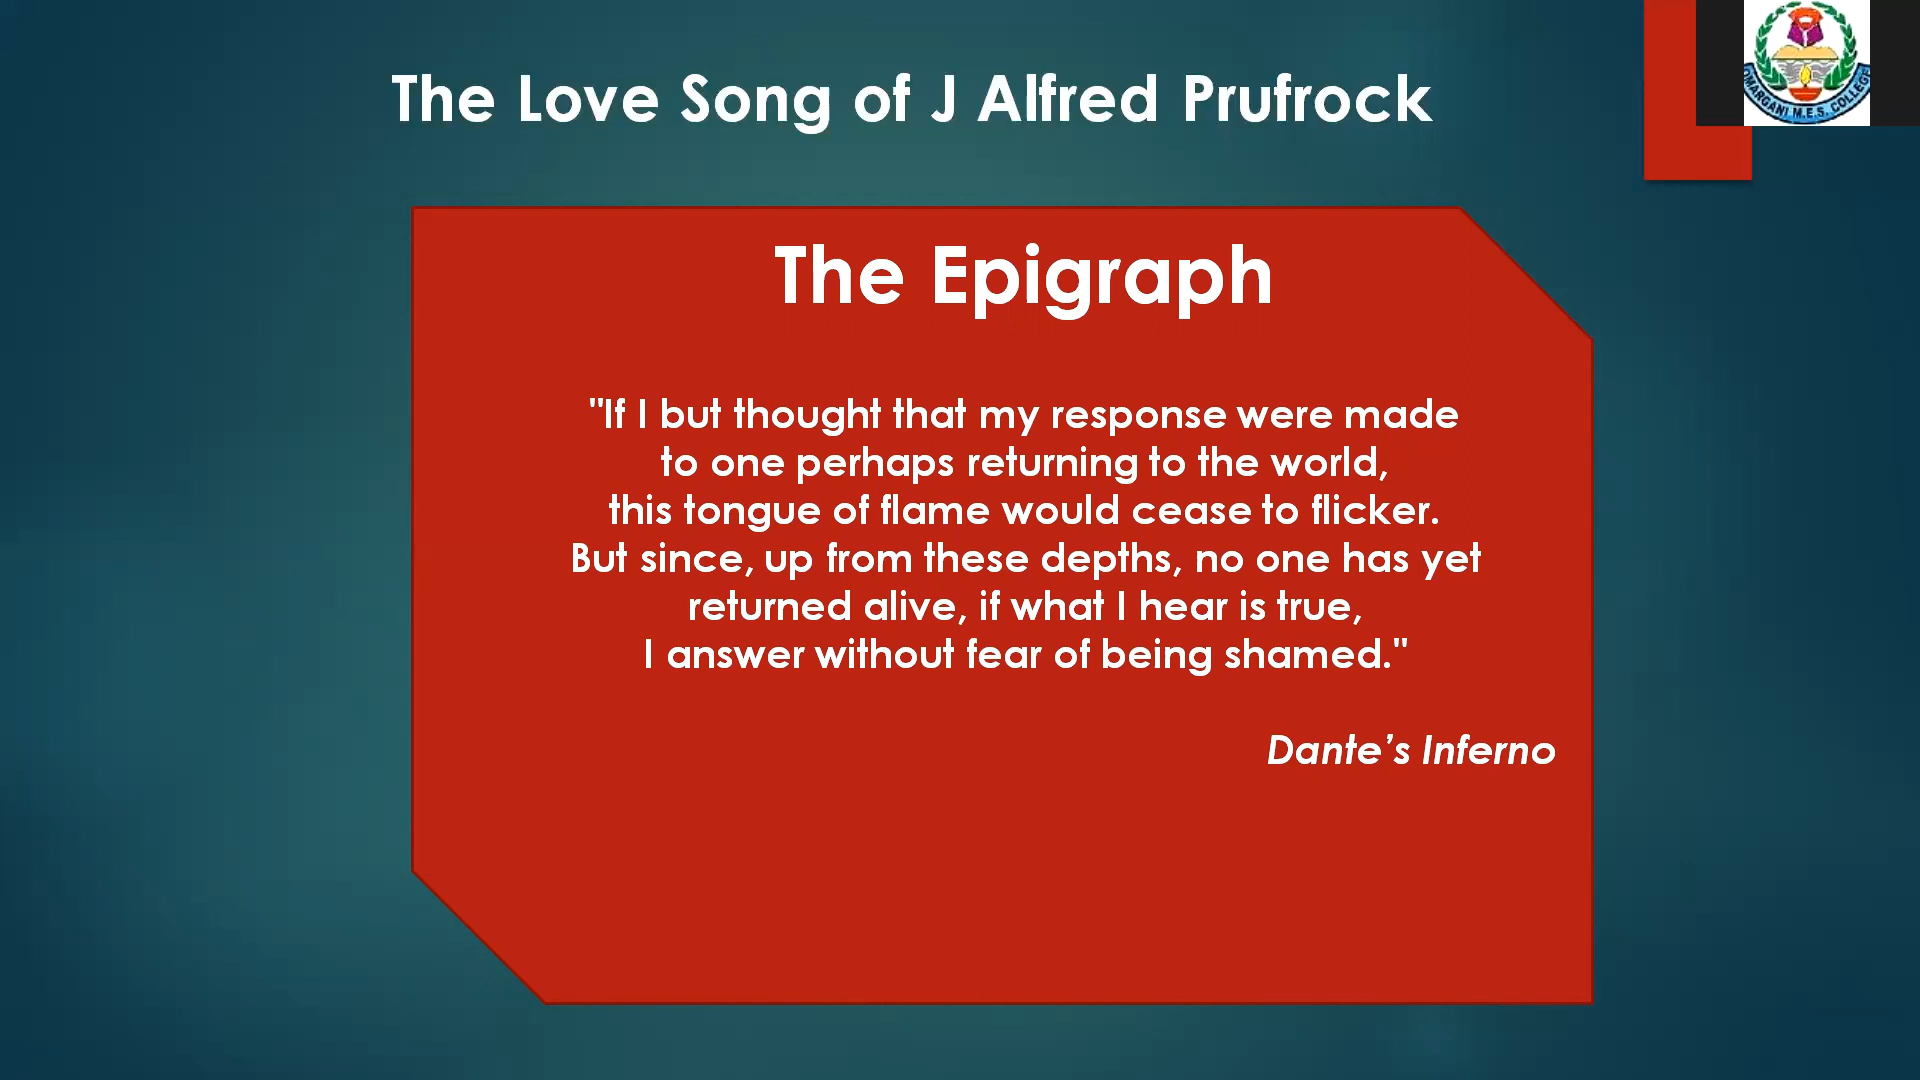 The Love Song of J Alfred Prufrock
MARGANI M.E.S. COLLEGE
The Epigraph
"If I but thought that my response were made
to one perhaps returning to the world,
this tongue of flame would cease to flicker.
But since, up from these depths, no one has yet
returned alive, if what I hear is true,
I answer without fear of being shamed."
Dante’s Inferno